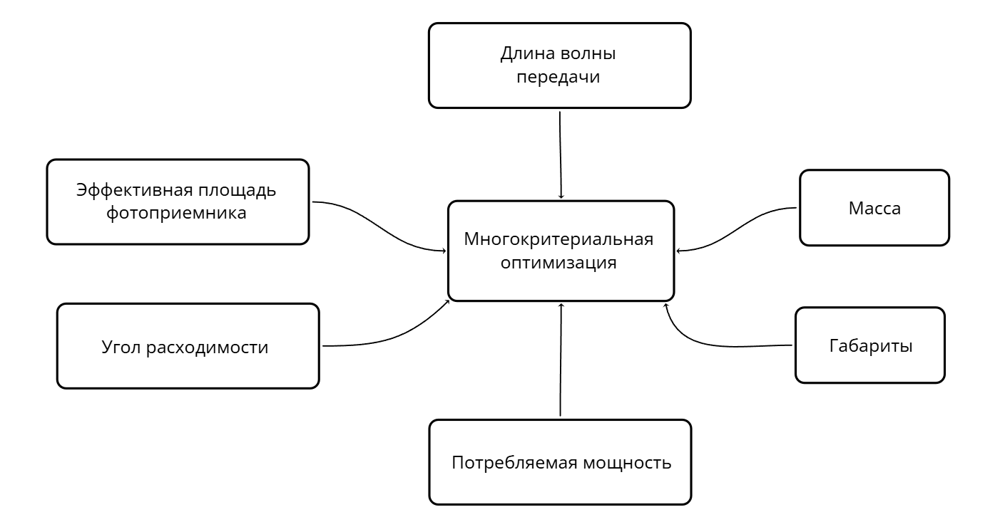 Длина волны
передачи
Эффективная площадь
фотоприемника
Масса
Многокритериальная
оптимизация
Угол расходимости
Габариты
Потребляемая мощность